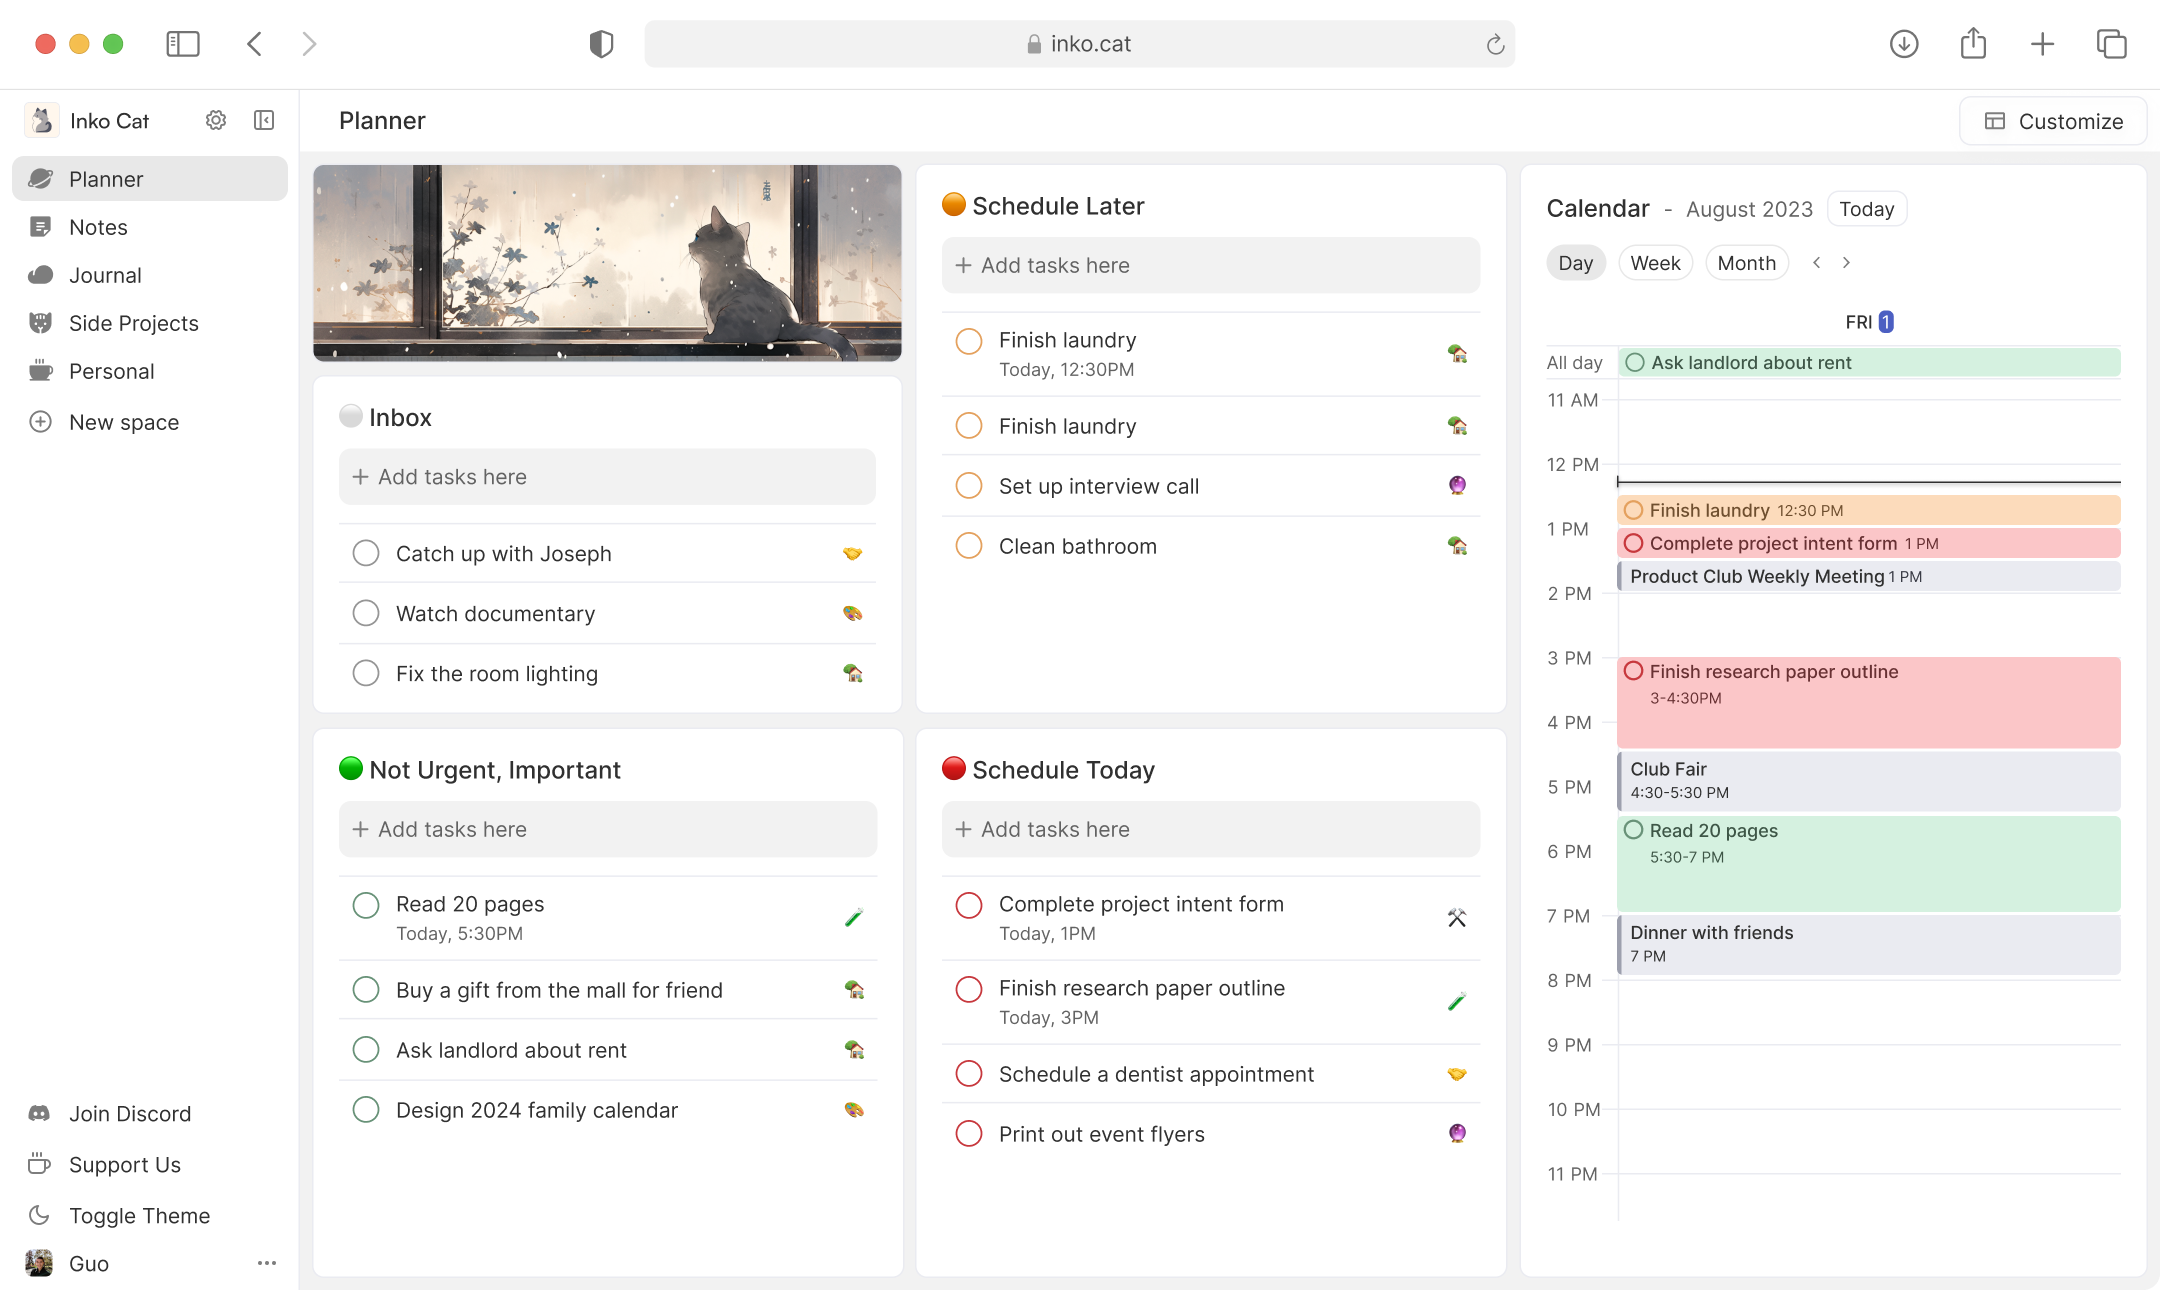 inko.cat
Inko Cat
Planner
Notes
Journal
Side Projects
Personal
New space
Join Discord
Support Us
Toggle Theme
Guo
Planner
Customize
Inbox
+ Add tasks here
Catch up with Joseph
Watch documentary
Fix the room lighting
Schedule Later
+ Add tasks here
Finish laundry
Today, 12:30PM
Finish laundry
Set up interview call
Clean bathroom
Not Urgent, Important
+ Add tasks here
Read 20 pages
Today, 5:30PM
Buy a gift from the mall for friend
Ask landlord about rent
Design 2024 family calendar
Schedule Today
+ Add tasks here
Complete project intent form
Today, 1PM
Finish research paper outline
Today, 3PM
Schedule a dentist appointment
Print out event flyers
Calendar - August 2023 Today
Day Week Month
FRI 1
All day Ask landlord about rent
11 AM
12 PM
Finish laundry 12:30 PM
1 PM
Complete project intent form 1 PM
Product Club Weekly Meeting 1 PM
2 PM
3 PM
Finish research paper outline
3-4:30PM
4 PM
Club Fair
5 PM
4:30-5:30 PM
Read 20 pages
6 PM
5:30-7 PM
7 PM
Dinner with friends
7 PM
8 PM
9 PM
10 PM
11 PM